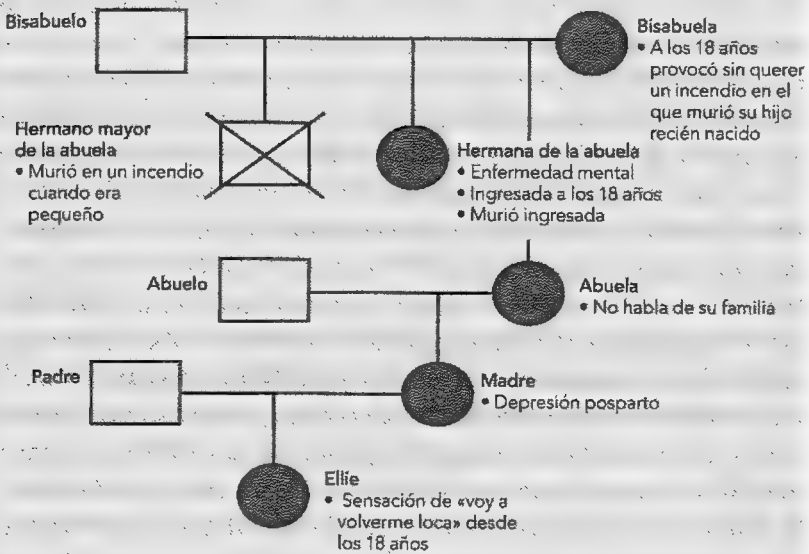 Bisabuelo
Bisabuela
• A los 18 años
provocó sin querer
un incendio en el
que murió su hijo
recién nacido
Hermano mayor
de la abuela
• Murió en un incendio
cuando era
pequeño
Hermana de la abuela
• Enfermedad mental
• Ingresada a los 18 años
• Murió ingresada
Abuelo
Abuela
• No habla de su familia
Padre
Madre
• Depresión posparto
Ellie
• Sensación de «voy a
volverme loca» desde
los 18 años